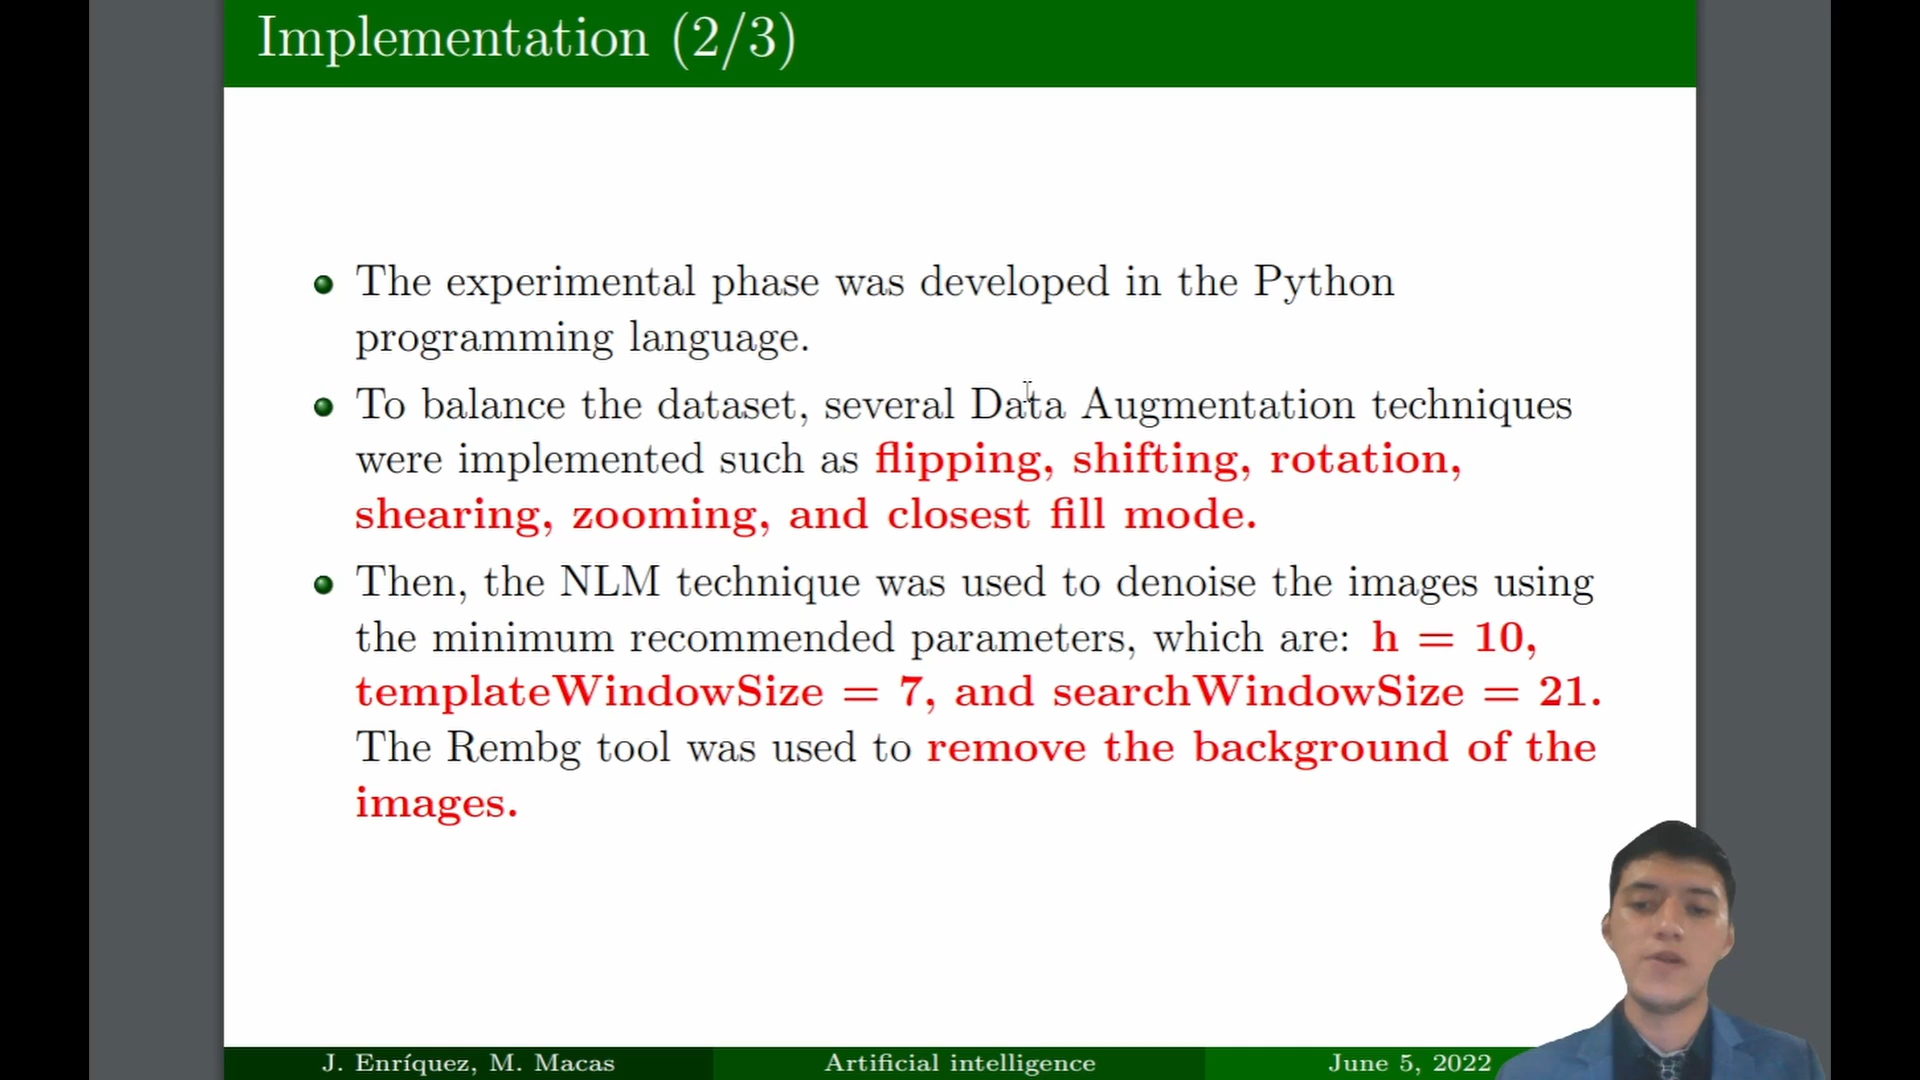 Implementation (2/3)
The experimental phase was developed in the Python
programming language.
To balance the dataset, several Data Augmentation techniques
were implemented such as flipping, shifting, rotation,
shearing, zooming, and closest fill mode.
Then, the NLM technique was used to denoise the images using
the minimum recommended parameters, which are: h = 10,
templateWindowSize = 7, and searchWindowSize = 21.
The Rembg tool was used to remove the background of the
images.
J. Enríquez, M. Macas
Artificial intelligence
June 5, 2022